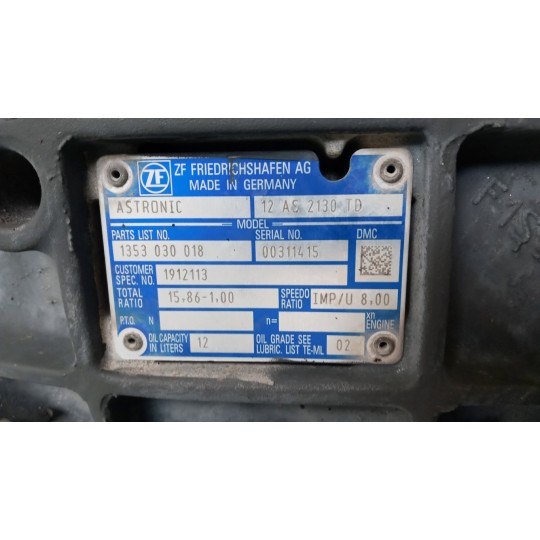 ZF FRIEDRICHSHAFEN AG
MADE IN GERMANY
ASTRONIC 12 AS 2130 TD
MODEL
PARTS LIST NO. SERIAL NO. DMC
1353 030 018 00311415
CUSTOMER SPEC. NO. 1912113
TOTAL RATIO 15.86-1.00 SPEEDO RATIO IMP/U 8.00
P.T.O. N n= xn ENGINE
OIL CAPACITY IN LITERS 12 OIL GRADE SEE LUBRIC. LIST TE-ML 02